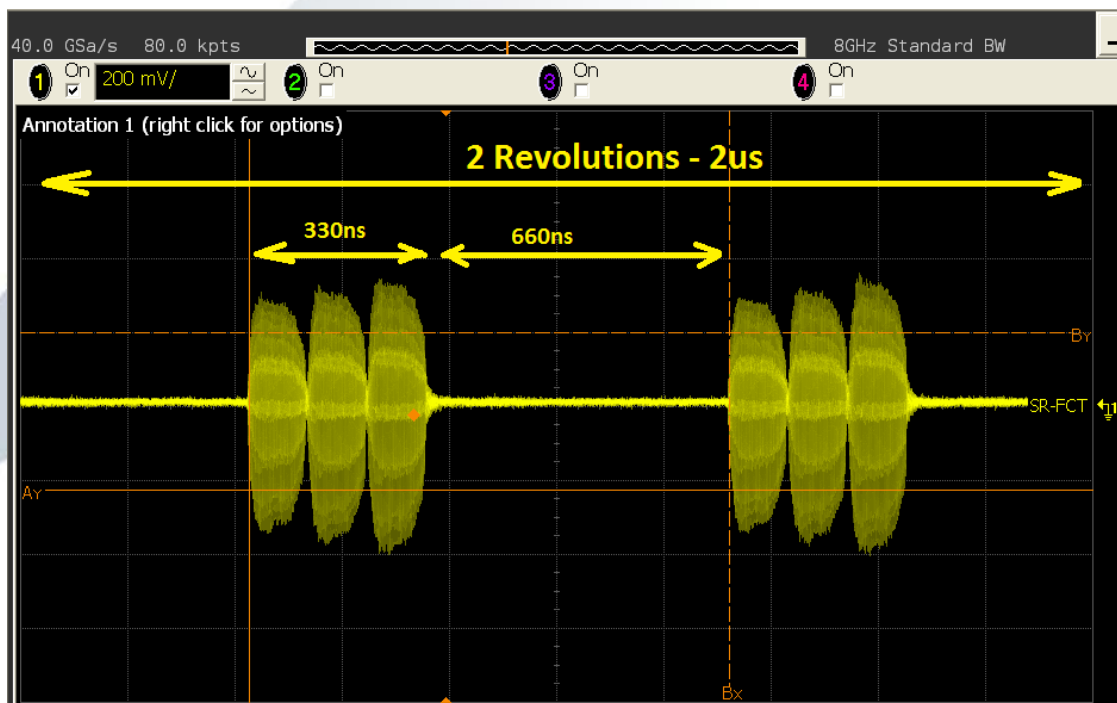 40.0 GSa/s 80.0 kpts 8GHz Standard BW
1 On 200 mV/ 2 On 3 On 4 On
Annotation 1 (right click for options)
2 Revolutions - 2us
330ns 660ns
By
SR-FCT 1
Ay
Bx